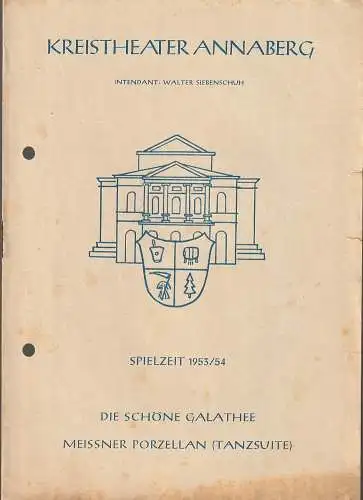 KREISTHEATER ANNABERG
INTENDANT: WALTER SIEBENSCHUH
SPIELZEIT 1953/54
DIE SCHÖNE GALATHEE
MEISSNER PORZELLAN (TANZSUITE)